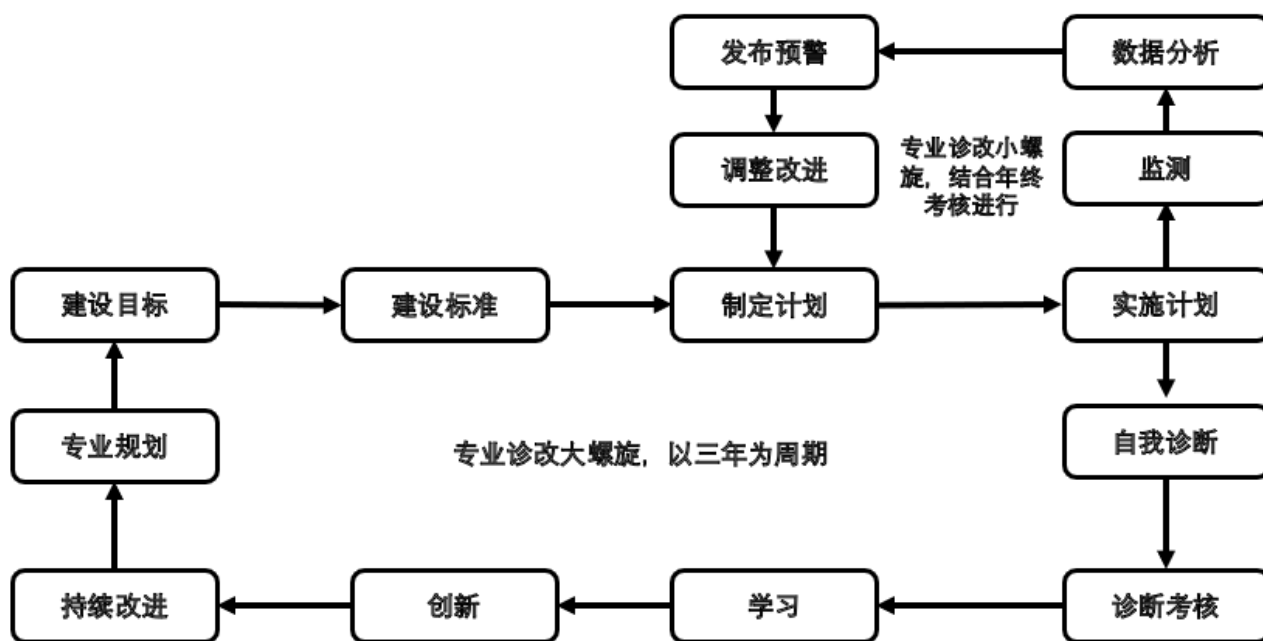 发布预警
数据分析
调整改进
专业诊改小螺
旋，结合年终
考核进行
监测
建设目标
建设标准
制定计划
实施计划
专业规划
专业诊改大螺旋，以三年为周期
自我诊断
持续改进
创新
学习
诊断考核